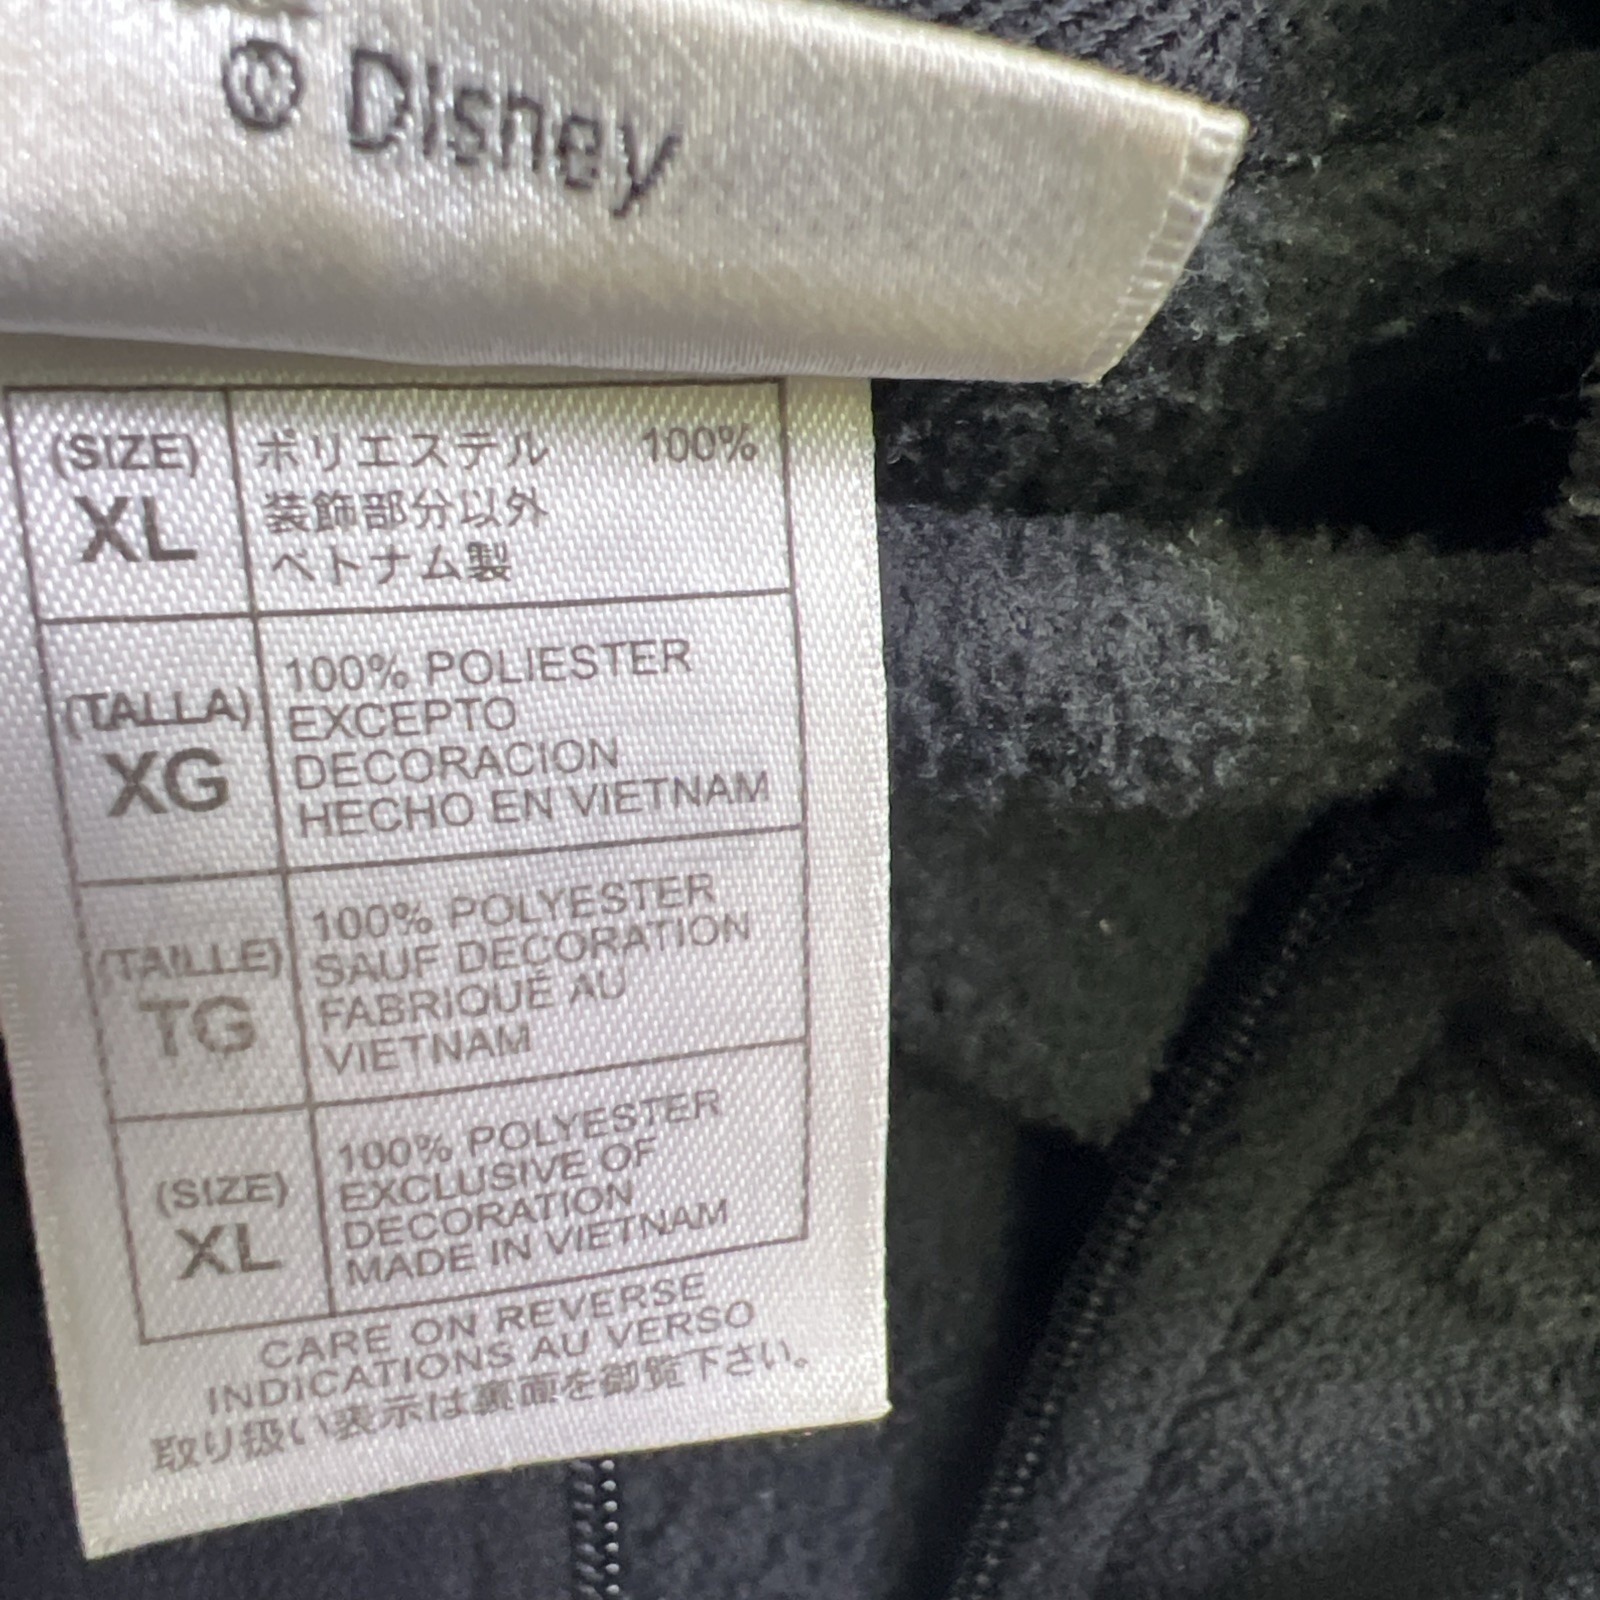 © Disney
(SIZE)
XL
ポリエステル 100%
装飾部分以外
ベトナム製
(TALLA)
XG
100% POLIESTER
EXCEPTO
DECORACION
HECHO EN VIETNAM
(TAILLE)
TG
100% POLYESTER
SAUF DECORATION
FABRIQUÉ AU
VIETNAM
(SIZE)
XL
100% POLYESTER
EXCLUSIVE OF
DECORATION
MADE IN VIETNAM
CARE ON REVERSE
INDICATIONS AU VERSO
取り扱い表示は裏面を御覧下さい。